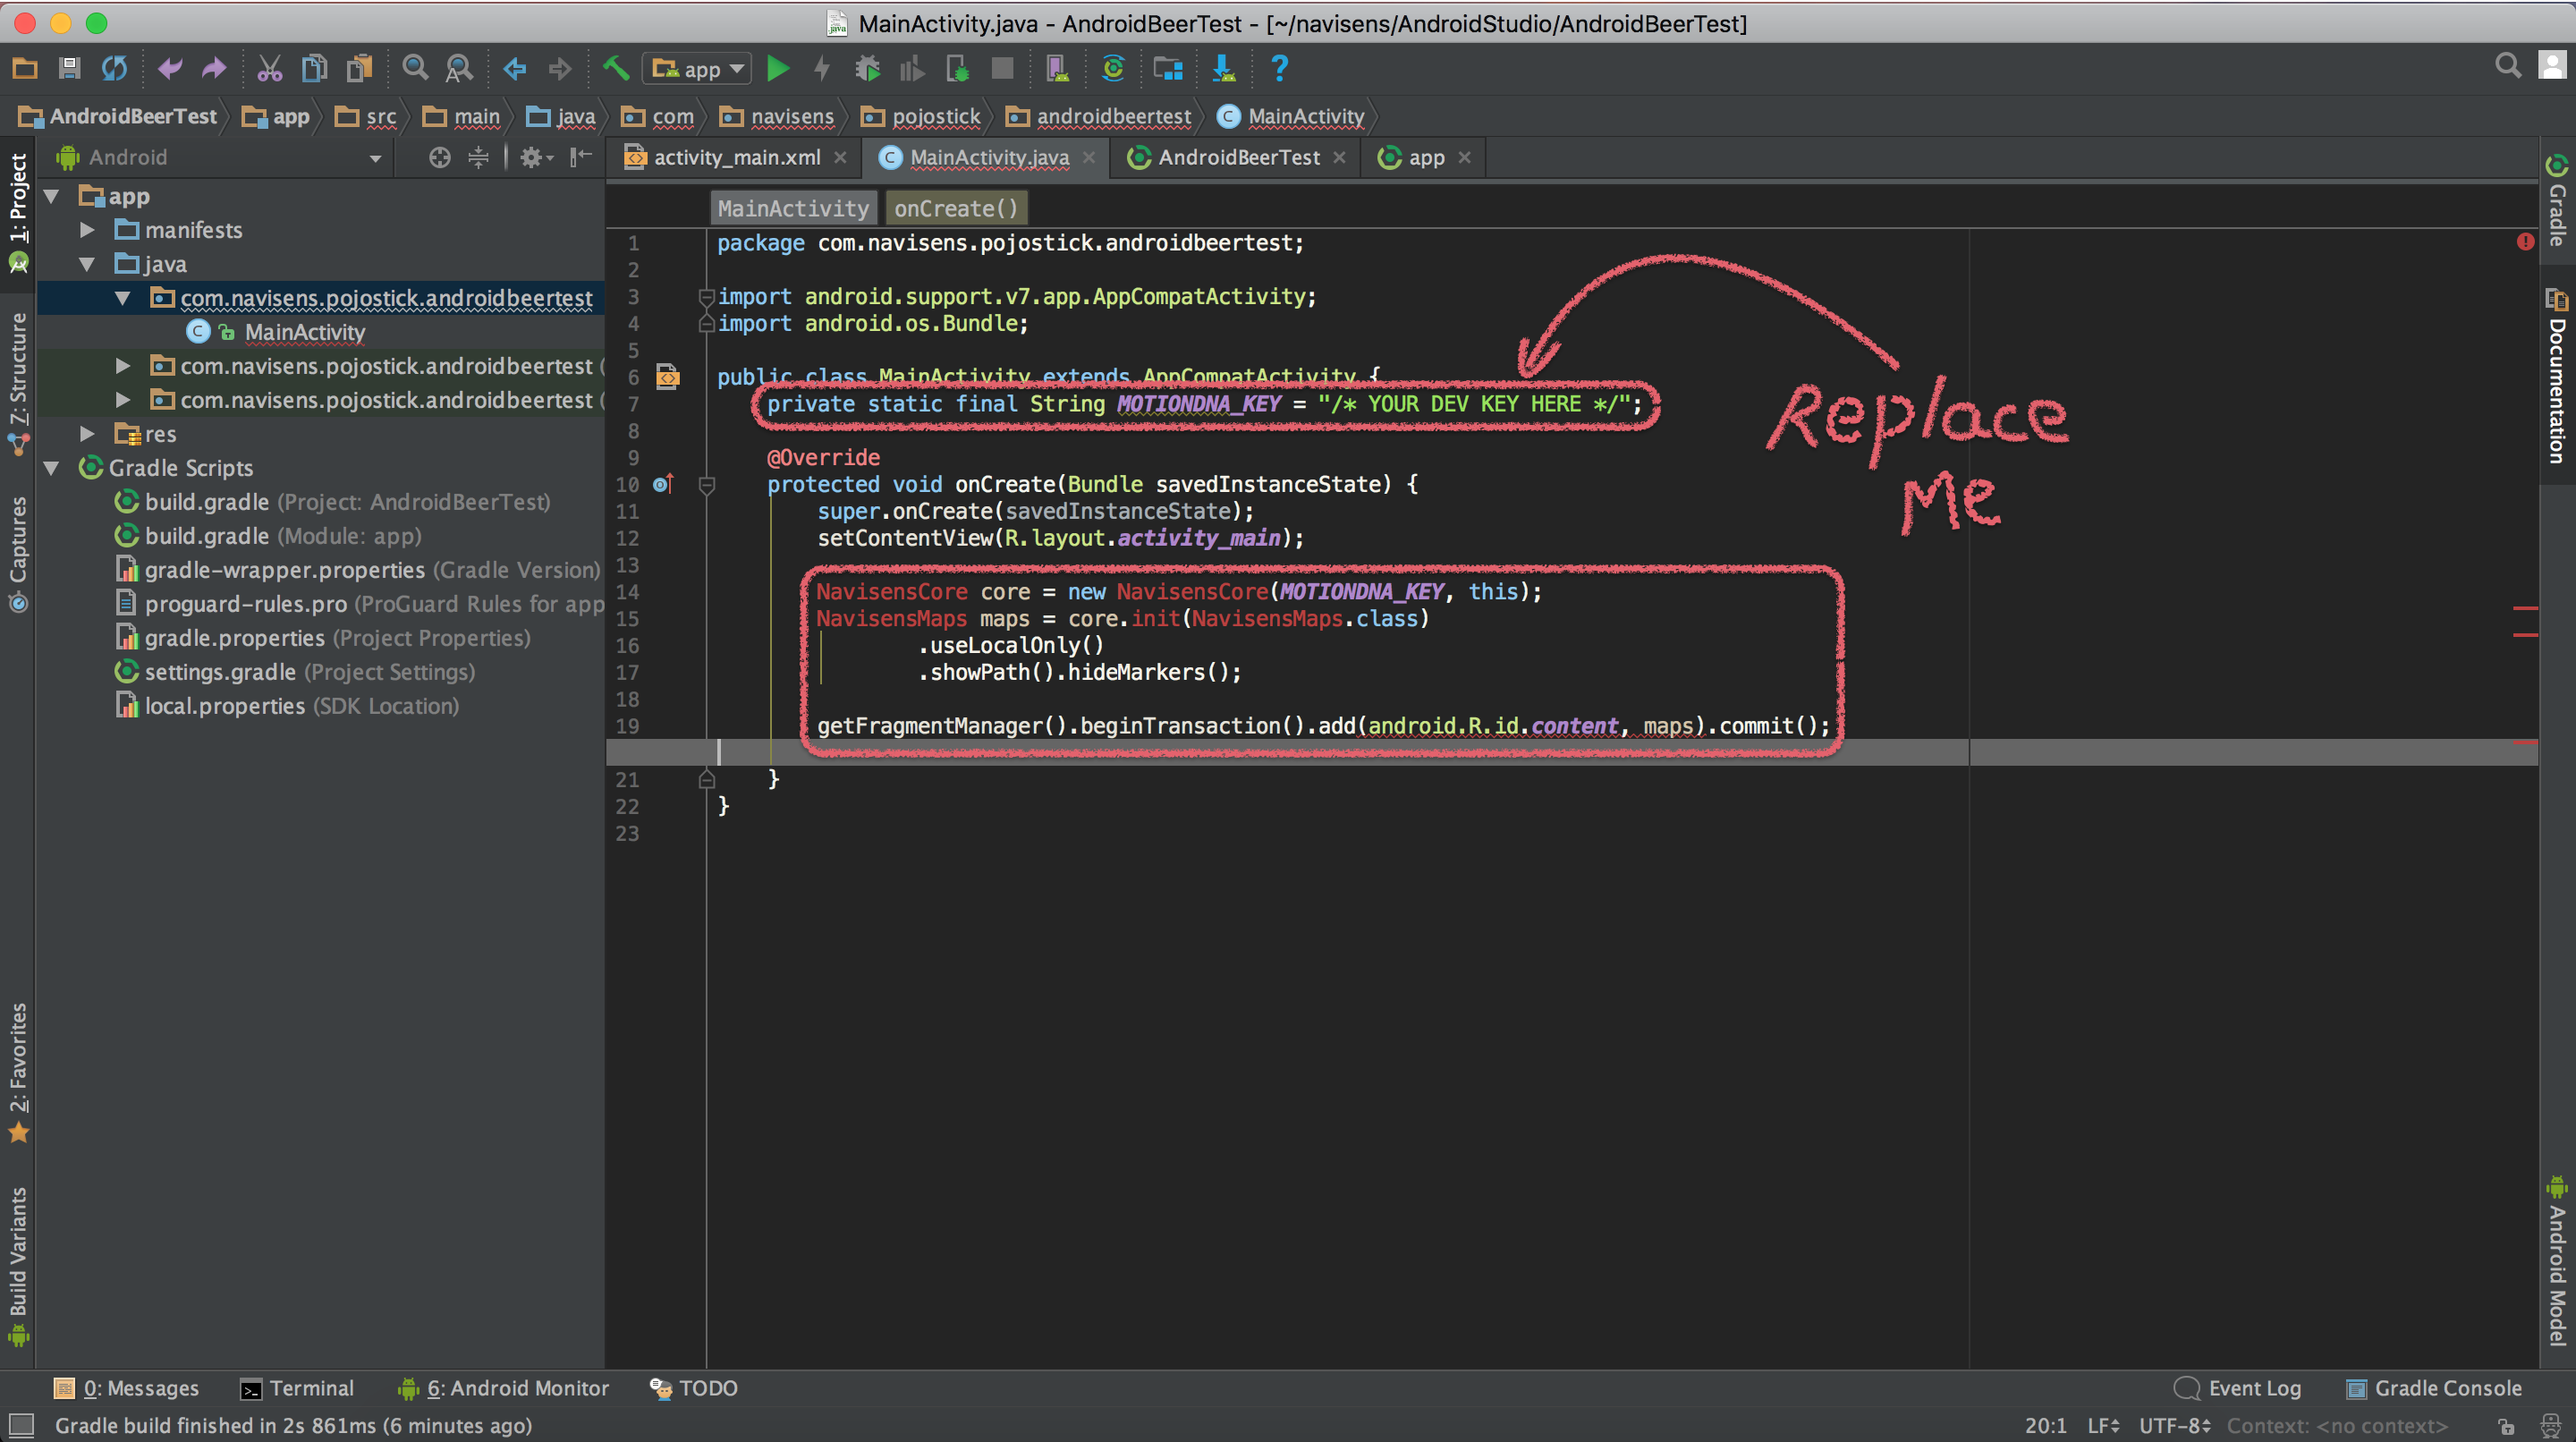 MainActivity.java - AndroidBeerTest - [~/navisens/AndroidStudio/AndroidBeerTest]
app
AndroidBeerTest app src main java com navisens pojostick androidbeertest MainActivity
1: Project
Z: Structure
Captures
2: Favorites
Build Variants
Android
app
manifests
java
com.navisens.pojostick.androidbeertest
MainActivity
com.navisens.pojostick.androidbeertest (
com.navisens.pojostick.androidbeertest (
res
Gradle Scripts
build.gradle (Project: AndroidBeerTest)
build.gradle (Module: app)
gradle-wrapper.properties (Gradle Version)
proguard-rules.pro (ProGuard Rules for app
gradle.properties (Project Properties)
settings.gradle (Project Settings)
local.properties (SDK Location)
activity_main.xml MainActivity.java AndroidBeerTest app
MainActivity onCreate()
1 package com.navisens.pojostick.androidbeertest;
2
3 import android.support.v7.app.AppCompatActivity;
4 import android.os.Bundle;
5
6 public class MainActivity extends AppCompatActivity {
7 private static final String MOTIONDNA_KEY = "/* YOUR DEV KEY HERE */";
8
9 @Override
10 protected void onCreate(Bundle savedInstanceState) {
11 super.onCreate(savedInstanceState);
12 setContentView(R.layout.activity_main);
13
14 NavisensCore core = new NavisensCore(MOTIONDNA_KEY, this);
15 NavisensMaps maps = core.init(NavisensMaps.class)
16 .useLocalOnly()
17 .showPath().hideMarkers();
18
19 getFragmentManager().beginTransaction().add(android.R.id.content, maps).commit();
21 }
22 }
23
Replace
Me
Gradle
Documentation
Android Model
0: Messages Terminal 6: Android Monitor TODO Event Log Gradle Console
Gradle build finished in 2s 861ms (6 minutes ago) 20:1 LF UTF-8 Context: <no context>